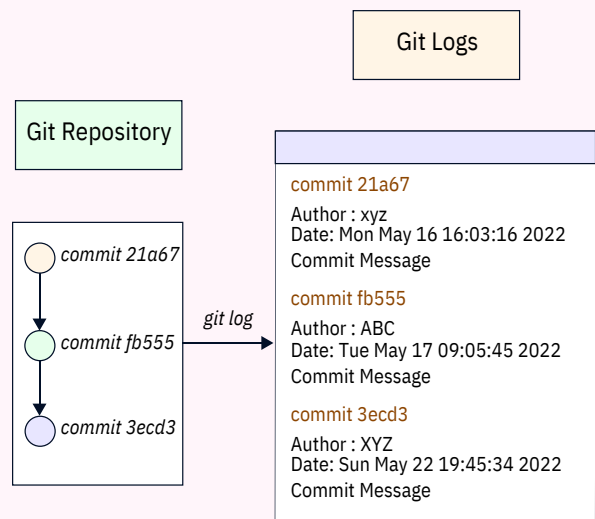 Git Logs
Git Repository
commit 21a67
commit fb555
commit 3ecd3
git log
commit 21a67
Author : xyz
Date: Mon May 16 16:03:16 2022
Commit Message
commit fb555
Author : ABC
Date: Tue May 17 09:05:45 2022
Commit Message
commit 3ecd3
Author : XYZ
Date: Sun May 22 19:45:34 2022
Commit Message